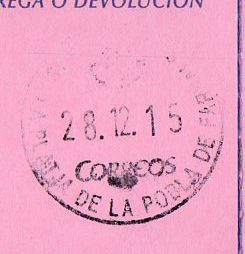 REGA O DEVOLUCIÓN
28.12.15
CORREOS
DE LA POBLA DE FAR